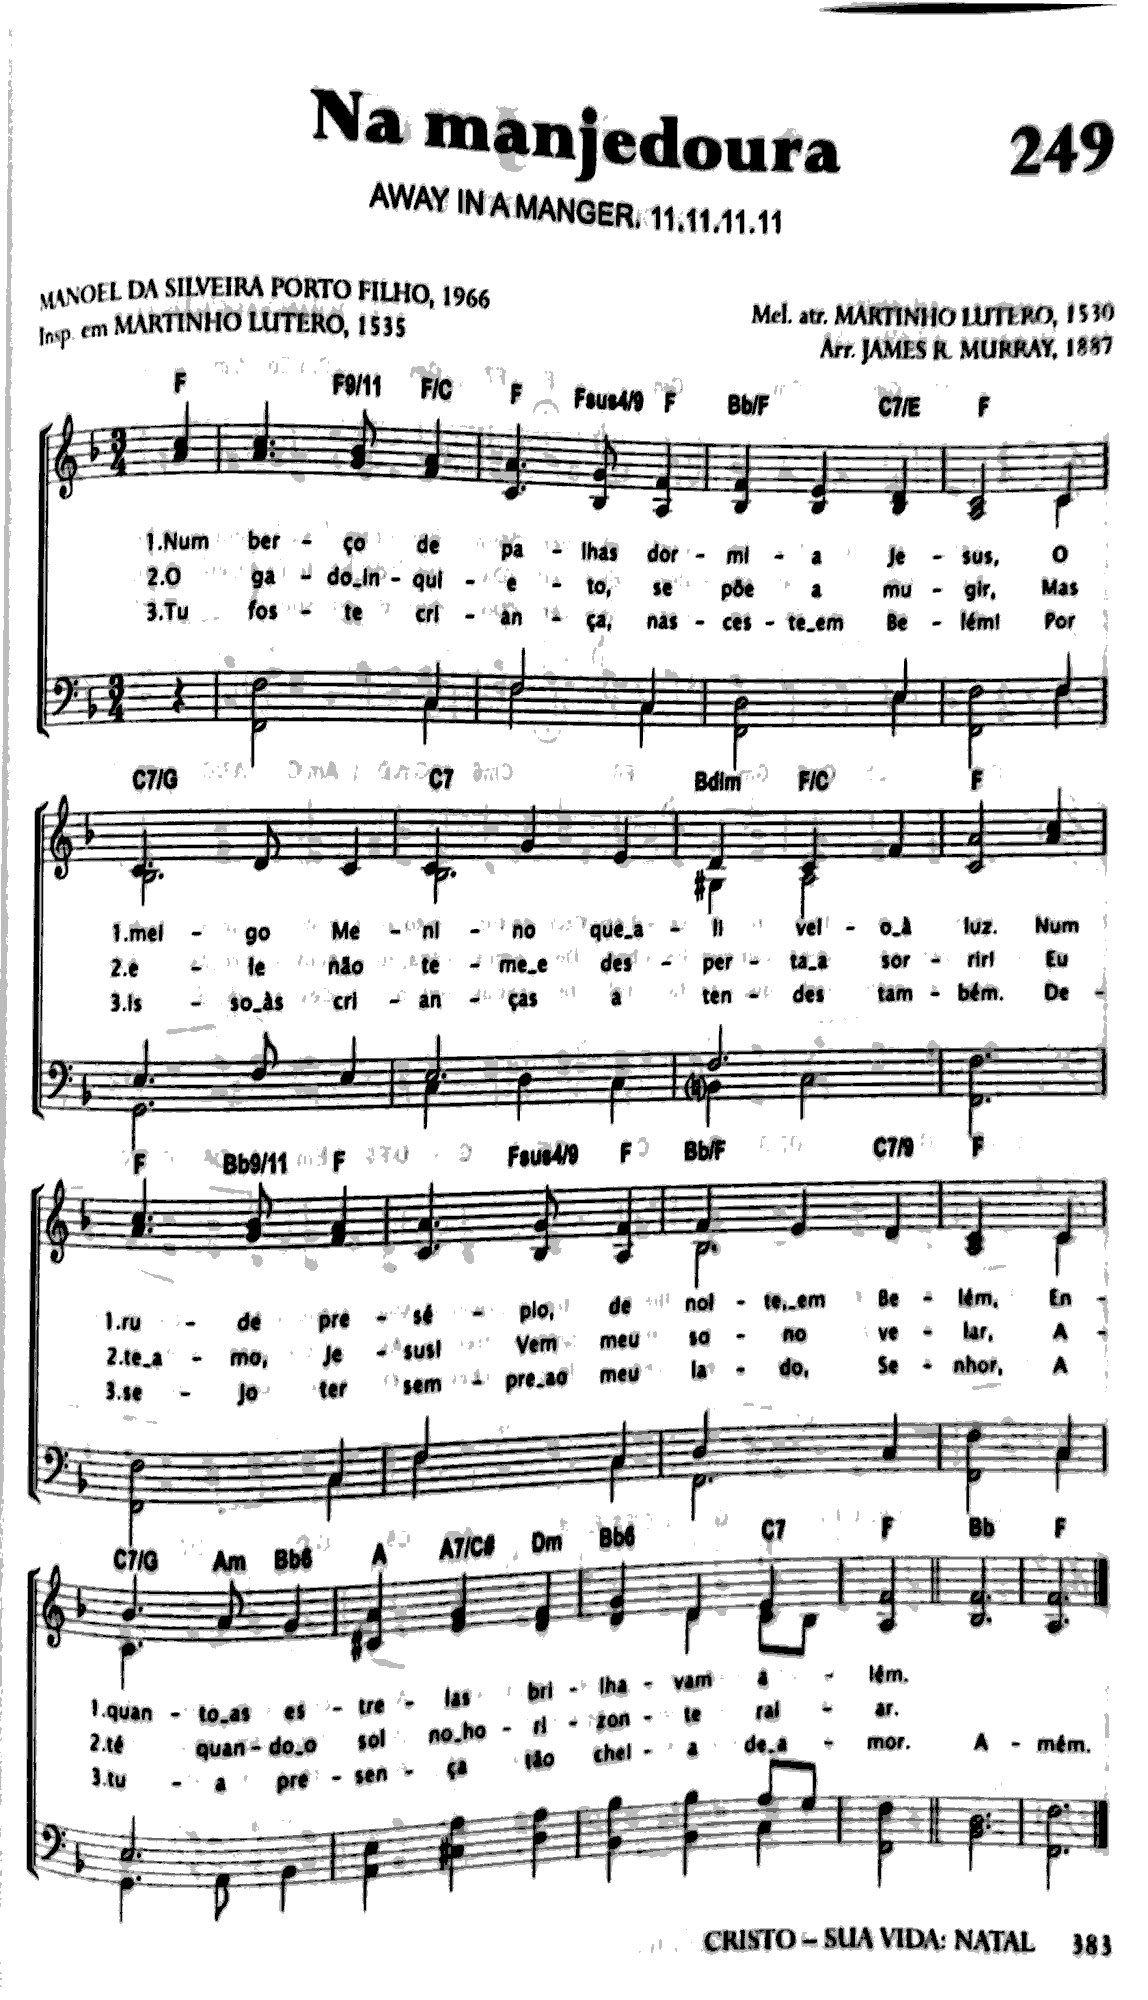 Na manjedoura
249
AWAY IN A MANGER. 11.11.11.11
MANOEL DA SILVEIRA PORTO FILHO, 1966
Insp. em MARTINHO LUTERO, 1535
Mel. atr. MARTINHO LUTERO, 1530
Arr. JAMES R. MURRAY, 1887
F F9/11 F/C F Fsus4/9 F Bb/F C7/E F
1.Num ber - ço de pa - lhas dor - mi - a Je - sus, O
2.O ga - do_in - qui - e - to, se põe a mu - gir, Mas
3.Tu fos - te cri - an - ça, nas - ces - te_em Be - lém! Por
C7/G C7 Bdim F/C F
1.mei - go Me - ni - no que_a - li vei - o_à luz. Num
2.e - le não te - me_e des - per - ta_a sor - rir! Eu
3.is - so_às cri - an - ças a ten - des tam - bém. De -
F Bb9/11 F Fsus4/9 F Bb/F C7/9 F
1.ru - de pre - sé - pio, de noi - te,_em Be - lém, En -
2.te_a - mo, Je - sus! Vem meu so - no ve - lar, A -
3.se - jo ter sem - pre_ao meu la - do, Se - nhor, A
C7/G Am Bb6 A A7/C# Dm Bb6 C7 F Bb F
1.quan - to_as es - tre - las bri - lha - vam a - lém.
2.té quan - do_o sol no_ho - ri - zon - te rai - ar.
3.tu - a pre - sen - ça tão chei - a de_a - mor. A - mém.
CRISTO – SUA VIDA: NATAL 383